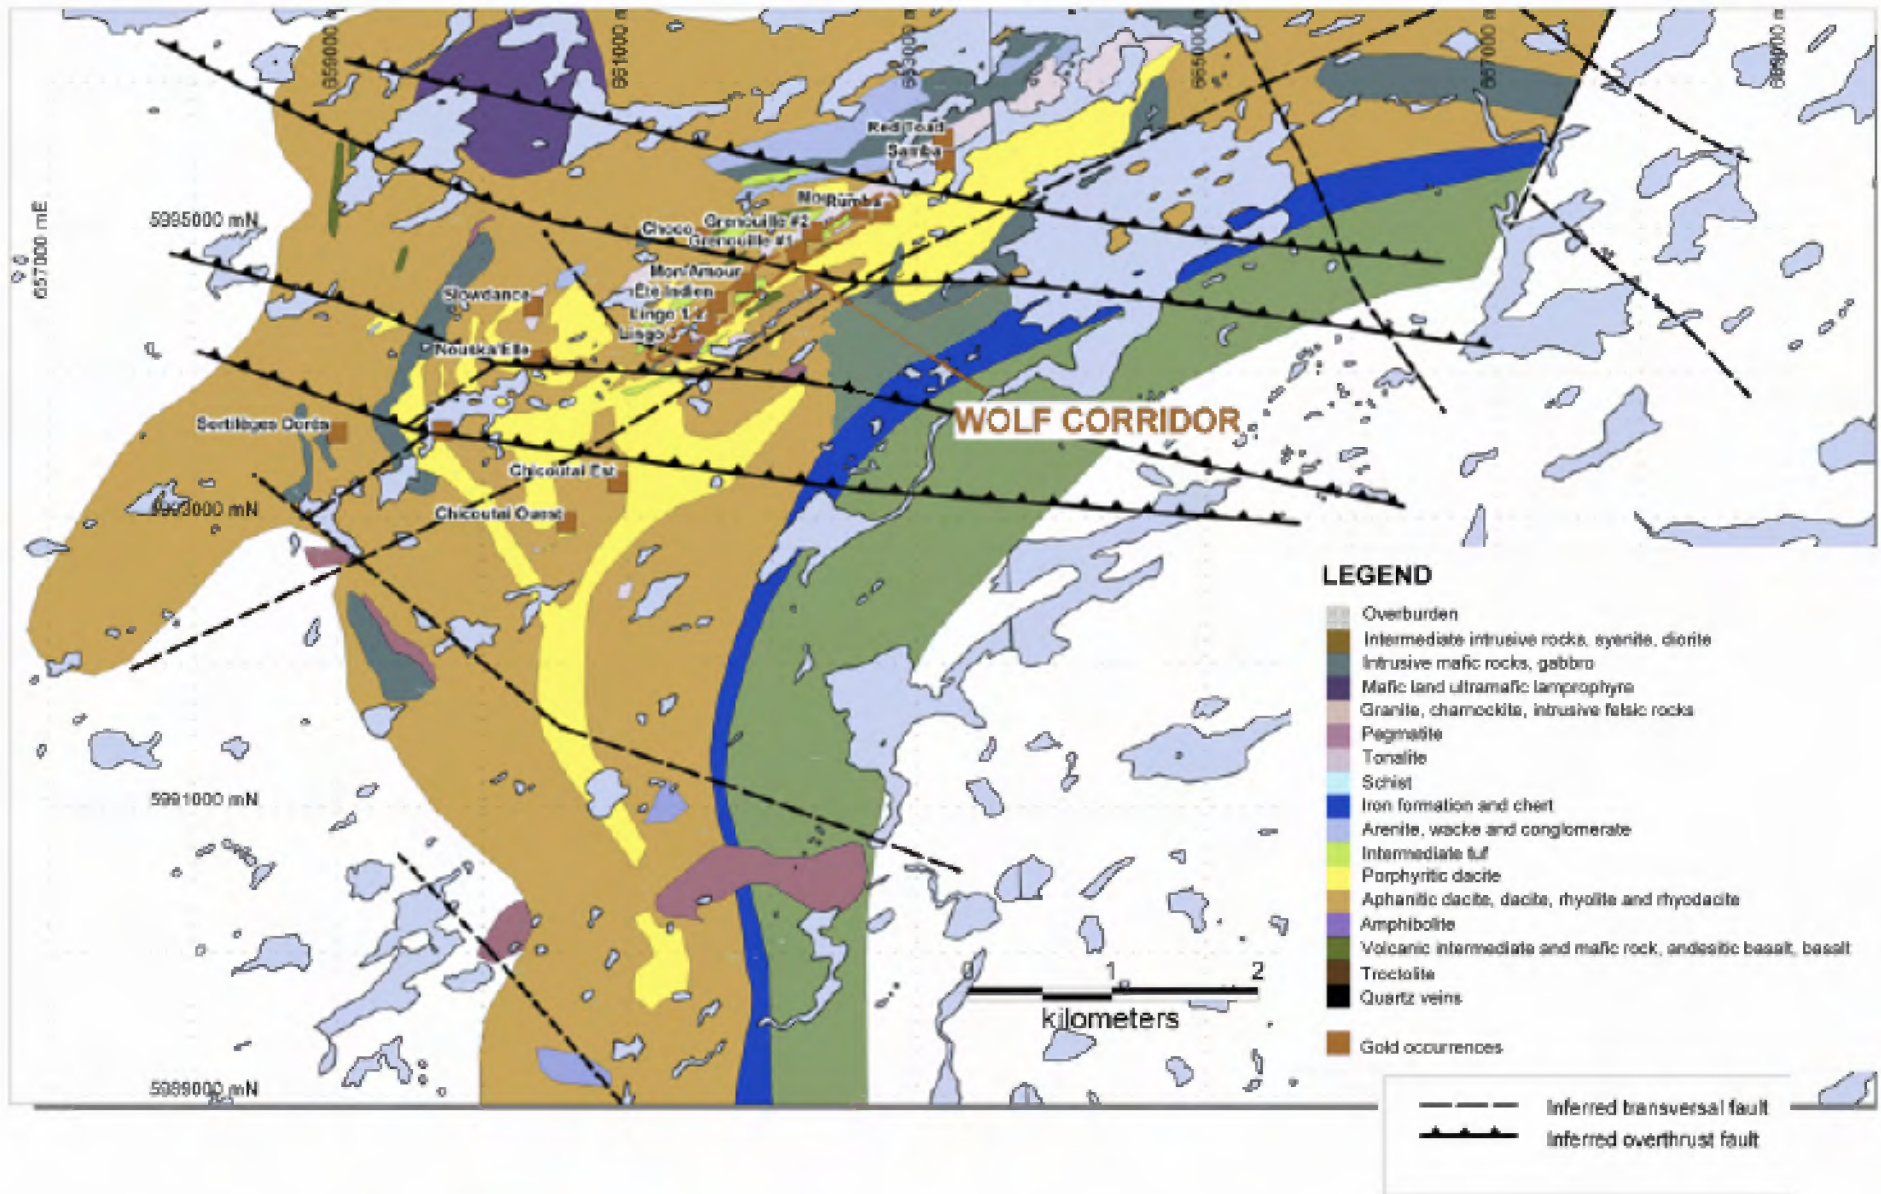 659000 m
661000 m
663000 m
665000 m
667000 m
669000 m
657000 mE
5995000 mN
5993000 mN
5991000 mN
5989000 mN
Red Toad
Samba
Rumba
Grenouille #2
Choco
Grenouille #1
Mon Amour
Été Indien
Slowdance
Lingo 1
Lingo
Nouska/Elle
Sortilèges Dorés
WOLF CORRIDOR
Chicoutai Est
Chicoutai Ouest
LEGEND
Overburden
Intermediate intrusive rocks, syenite, diorite
Intrusive mafic rocks, gabbro
Mafic land ultramafic lamprophyre
Granite, charnockite, intrusive felsic rocks
Pegmatite
Tonalite
Schist
Iron formation and chert
Arenite, wacke and conglomerate
Intermediate tuf
Porphyritic dacite
Aphanitic dacite, dacite, rhyolite and rhyodacite
Amphibolite
Volcanic intermediate and mafic rock, andesitic basalt, basalt
Troctolite
Quartz veins
Gold occurrences
0 1 2
kilometers
Inferred transversal fault
Inferred overthrust fault